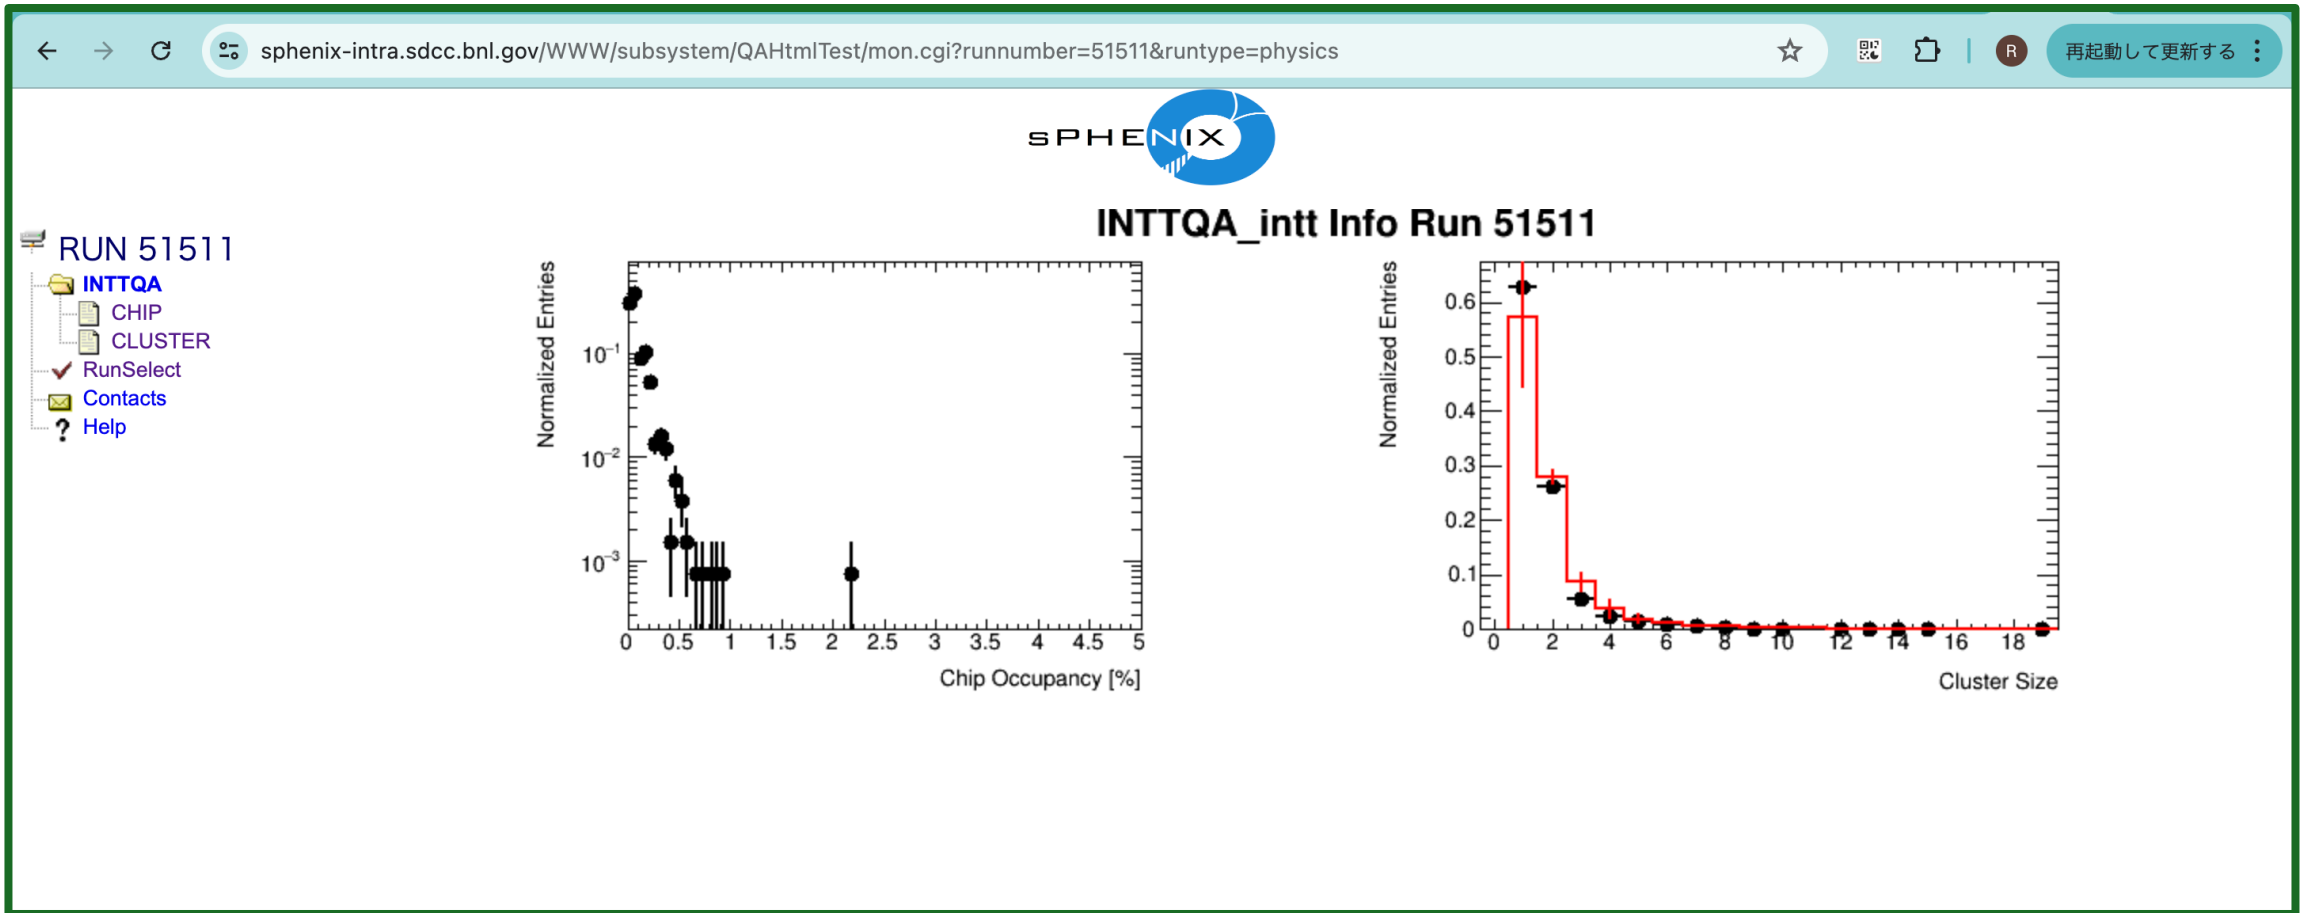 sphenix-intra.sdcc.bnl.gov/WWW/subsystem/QAHtmlTest/mon.cgi?runnumber=51511&runtype=physics
R
再起動して更新する
sPHENIX
RUN 51511
INTTQA
CHIP
CLUSTER
RunSelect
Contacts
Help
INTTQA_intt Info Run 51511
Normalized Entries
10⁻¹
10⁻²
10⁻³
0 0.5 1 1.5 2 2.5 3 3.5 4 4.5 5
Chip Occupancy [%]
Normalized Entries
0.6
0.5
0.4
0.3
0.2
0.1
0
0 2 4 6 8 10 12 14 16 18
Cluster Size